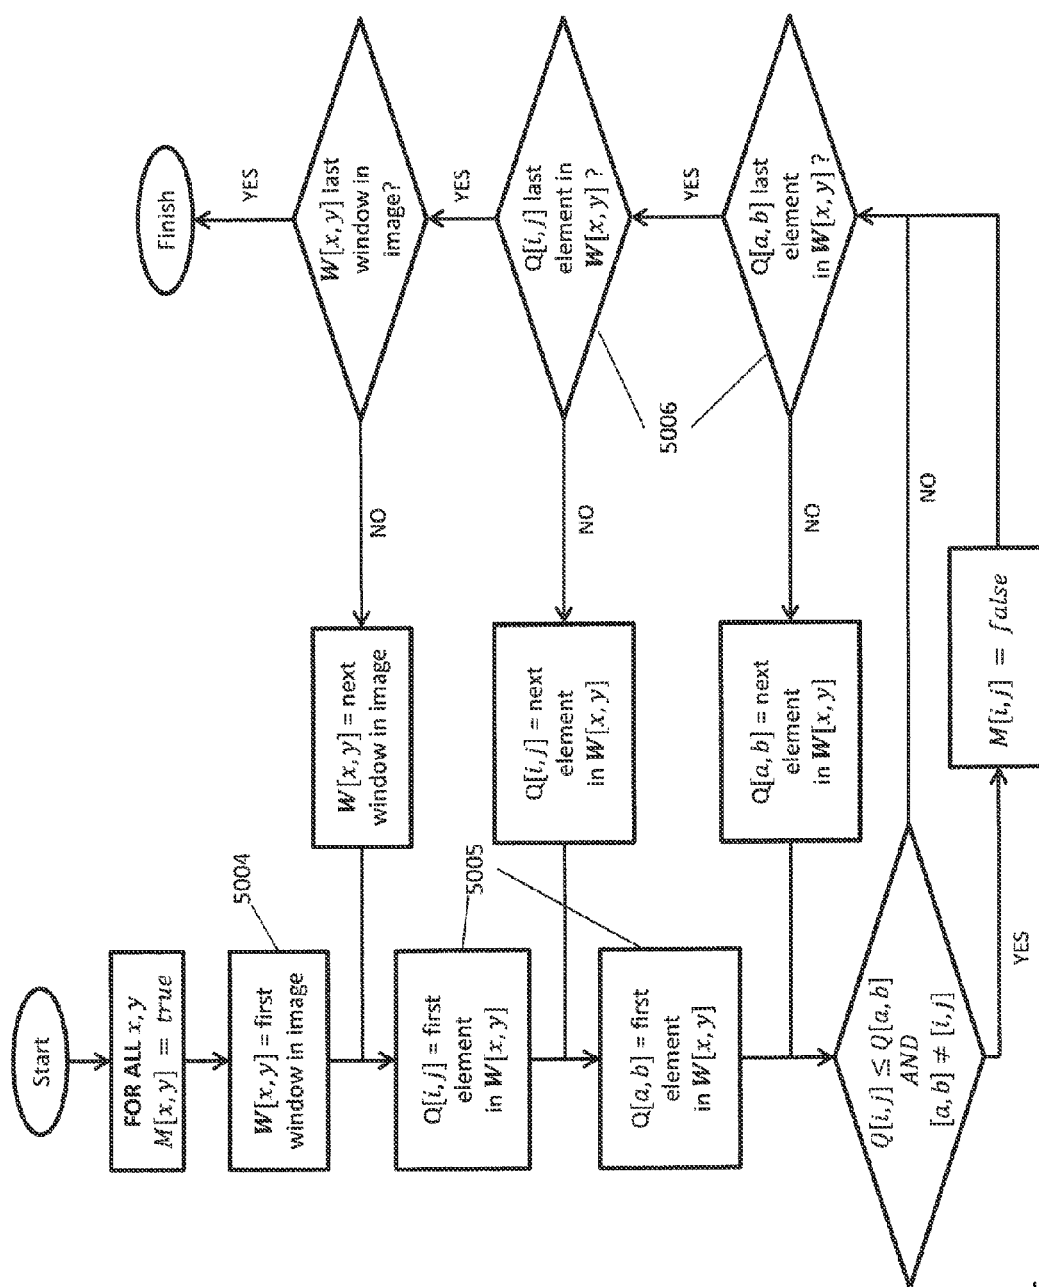 Start
FOR ALL x, y
M[x, y] = true
W[x, y] = first
window in image
5004
Q[i, j] = first
element
in W[x, y]
5005
Q[a, b] = first
element
in W[x, y]
Q[i, j] ≤ Q[a, b]
AND
[a, b] ≠ [i, j]
YES
M[i, j] = false
NO
W[x, y] = next
window in image
Q[i, j] = next
element
in W[x, y]
Q[a, b] = next
element
in W[x, y]
NO
NO
NO
5006
Finish
YES
W[x, y] last
window in
image?
YES
Q[i, j] last
element in
W[x, y] ?
YES
Q[a, b] last
element
in W[x, y] ?